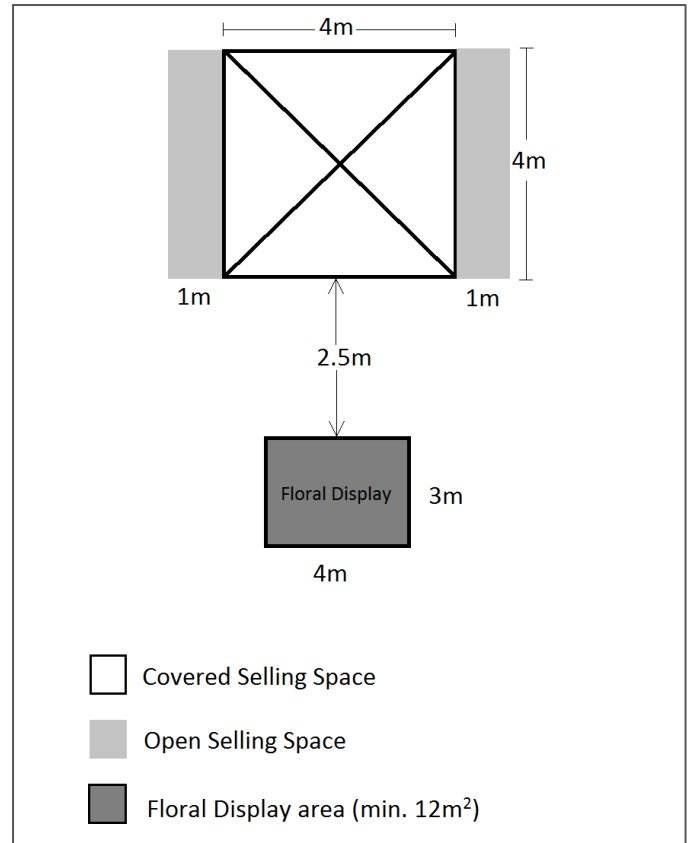 4m
4m
1m
1m
2.5m
Floral Display
3m
4m
Covered Selling Space
Open Selling Space
Floral Display area (min. 12m²)